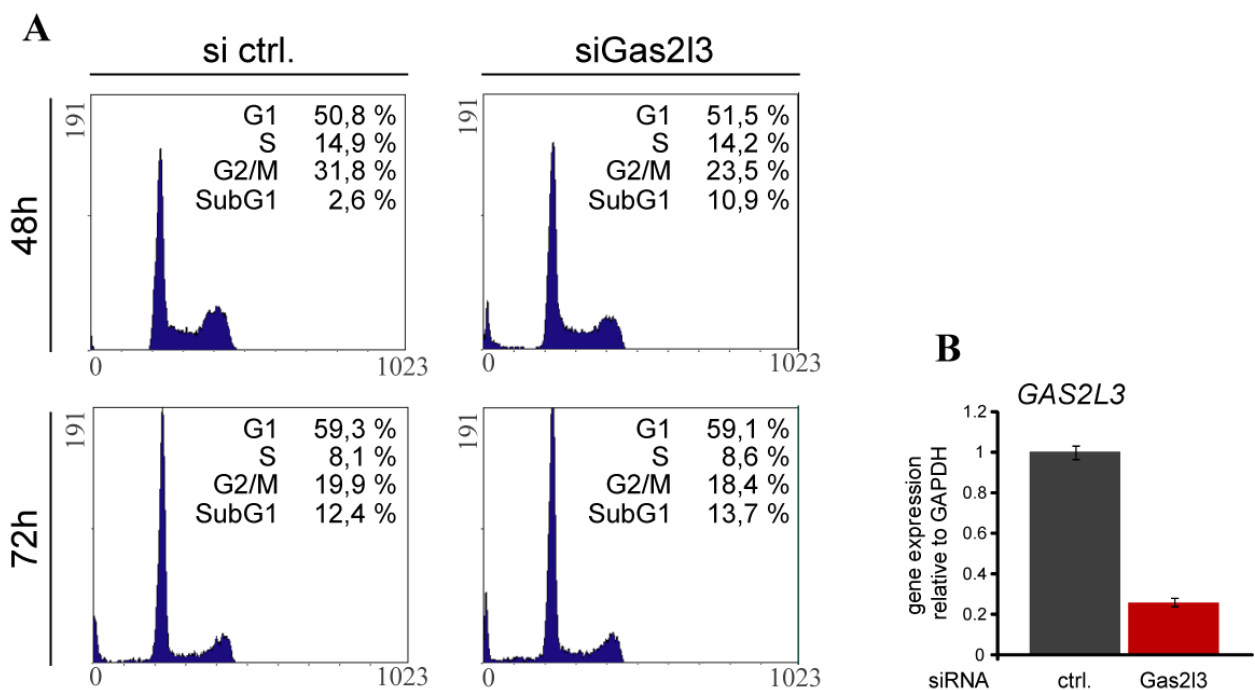 A
si ctrl.
siGas2l3
48h
191
G1 50,8 %
S 14,9 %
G2/M 31,8 %
SubG1 2,6 %
0 1023
191
G1 51,5 %
S 14,2 %
G2/M 23,5 %
SubG1 10,9 %
0 1023
72h
191
G1 59,3 %
S 8,1 %
G2/M 19,9 %
SubG1 12,4 %
0 1023
191
G1 59,1 %
S 8,6 %
G2/M 18,4 %
SubG1 13,7 %
0 1023
B
GAS2L3
gene expression
relative to GAPDH
1.2
1
0.8
0.6
0.4
0.2
0
siRNA ctrl. Gas2l3